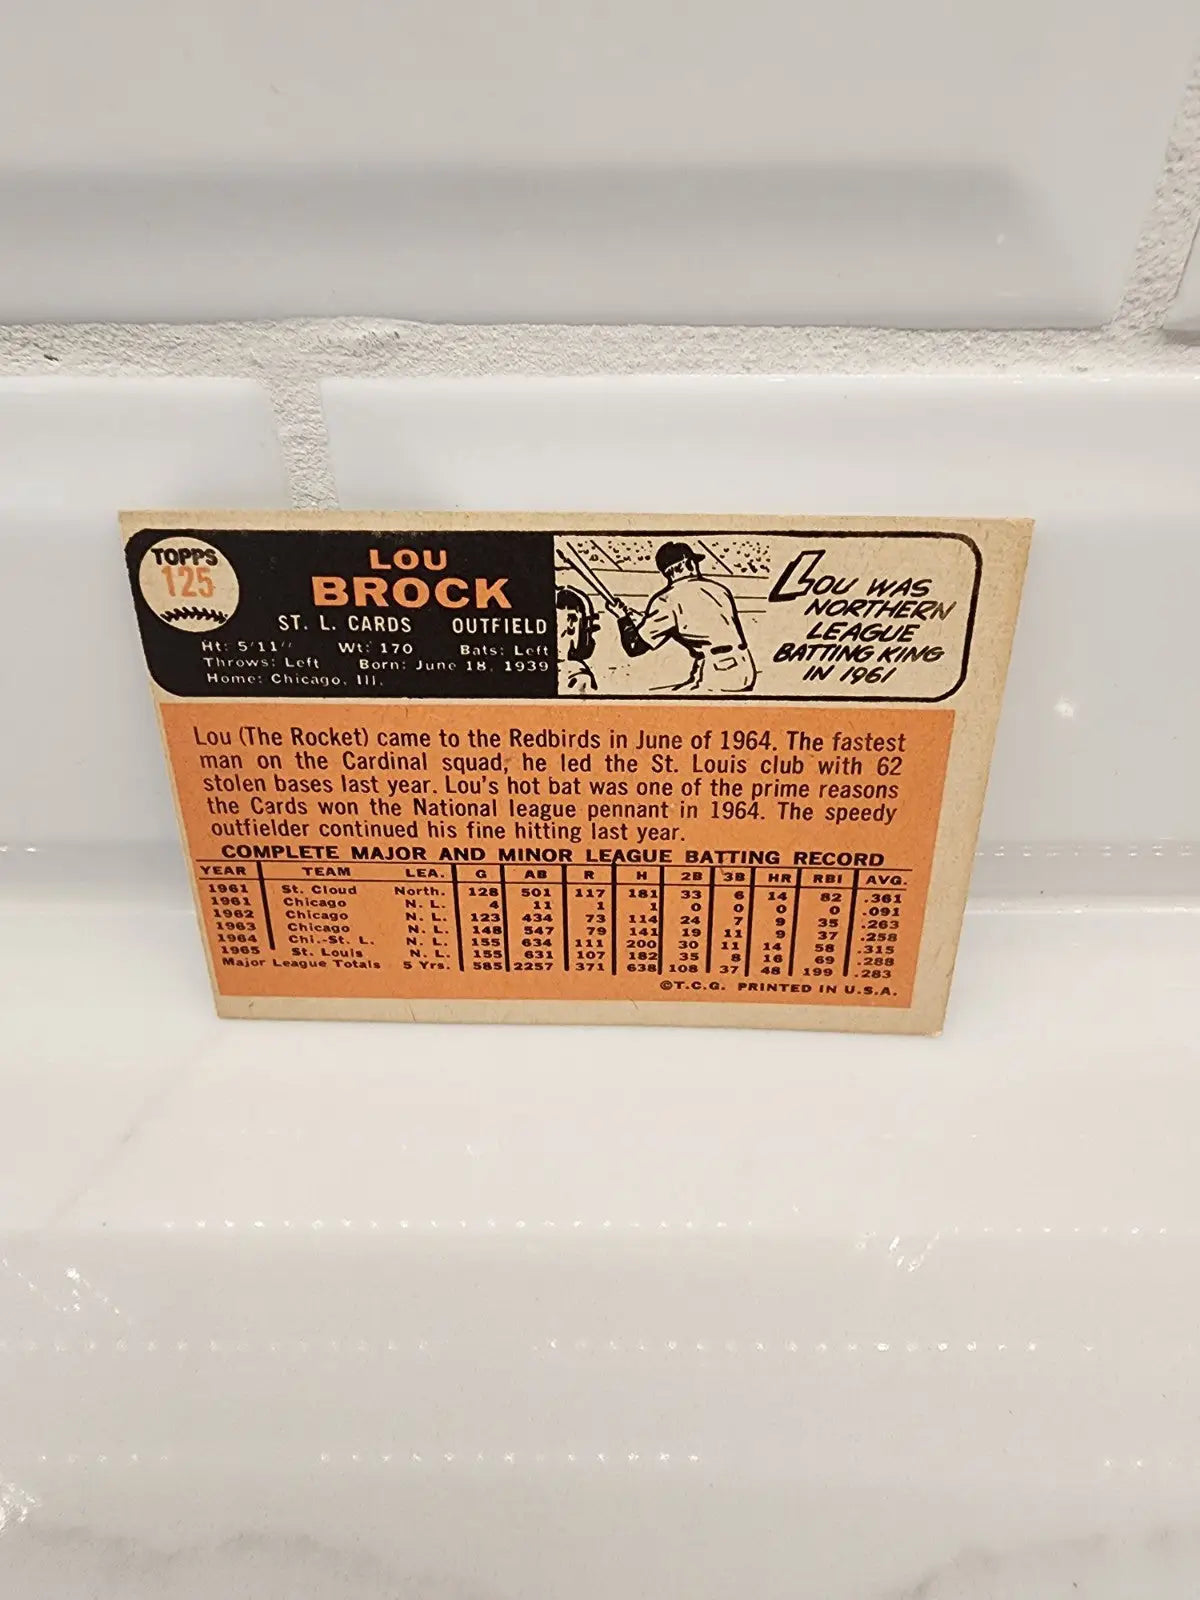 TOPPS
125
LOU
BROCK
ST. L. CARDS OUTFIELD
Ht: 5'11" Wt: 170 Bats: Left
Throws: Left Born: June 18, 1939
Home: Chicago, Ill.
LOU WAS
NORTHERN
LEAGUE
BATTING KING
IN 1961
Lou (The Rocket) came to the Redbirds in June of 1964. The fastest
man on the Cardinal squad, he led the St. Louis club with 62
stolen bases last year. Lou's hot bat was one of the prime reasons
the Cards won the National league pennant in 1964. The speedy
outfielder continued his fine hitting last year.
COMPLETE MAJOR AND MINOR LEAGUE BATTING RECORD
YEAR TEAM LEA. G AB R H 2B 3B HR RBI AVG.
1961 St. Cloud North. 128 501 117 181 33 6 14 82 .361
1961 Chicago N. L. 4 11 1 1 0 0 0 0 .091
1962 Chicago N. L. 123 434 73 114 24 7 9 35 .263
1963 Chicago N. L. 148 547 79 141 19 11 9 37 .258
1964 Chi.-St. L. N. L. 155 634 111 200 30 11 14 58 .315
1965 St. Louis N. L. 155 631 107 182 35 8 16 69 .288
Major League Totals 5 Yrs. 585 2257 371 638 108 37 48 199 .283
©T.C.G. PRINTED IN U.S.A.